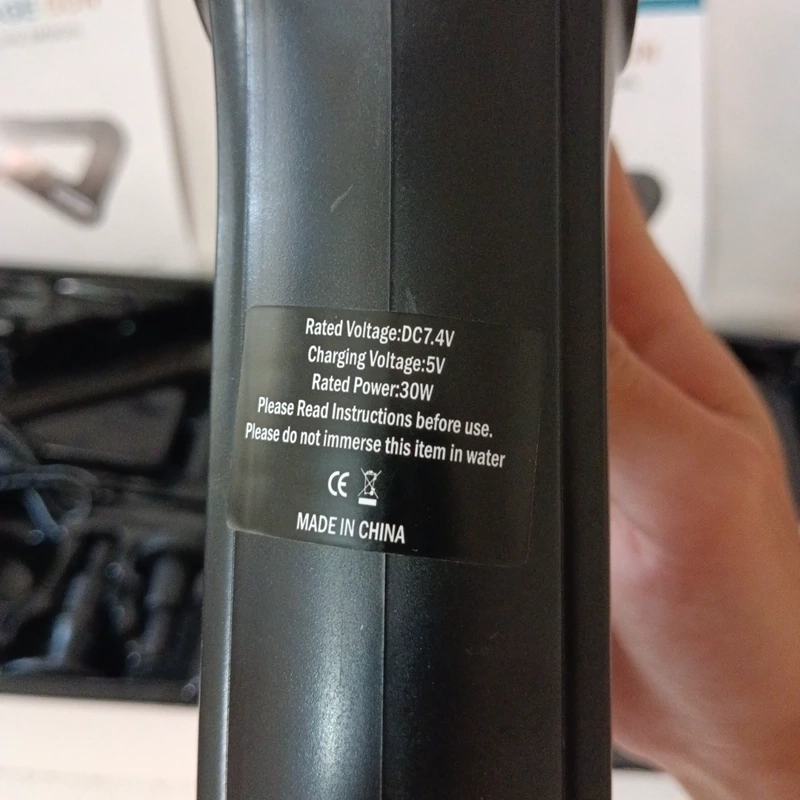 Rated Voltage:DC7.4V
Charging Voltage:5V
Rated Power:30W
Please Read Instructions before use.
Please do not immerse this item in water
CE
MADE IN CHINA